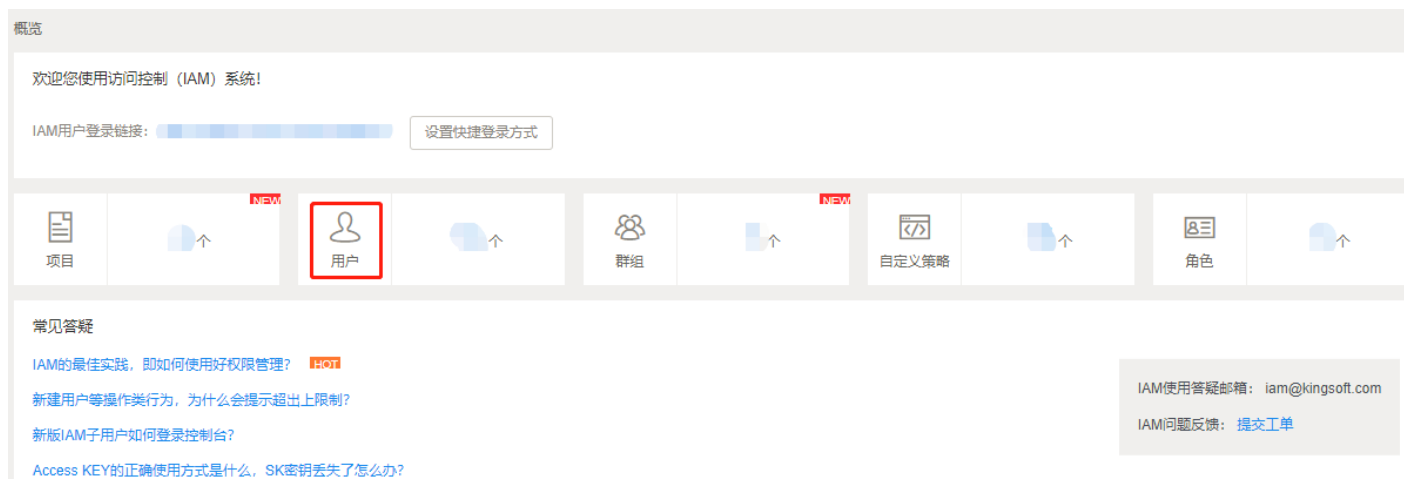 概览
欢迎您使用访问控制（IAM）系统!
IAM用户登录链接： 设置快捷登录方式
NEW NEW
个 个 个 个 个
项目 用户 群组 自定义策略 角色
常见答疑
IAM的最佳实践，即如何使用好权限管理? HOT
IAM使用答疑邮箱： iam@kingsoft.com
新建用户等操作类行为，为什么会提示超出上限制?
IAM问题反馈： 提交工单
新版IAM子用户如何登录控制台?
Access KEY的正确使用方式是什么，SK密钥丢失了怎么办?